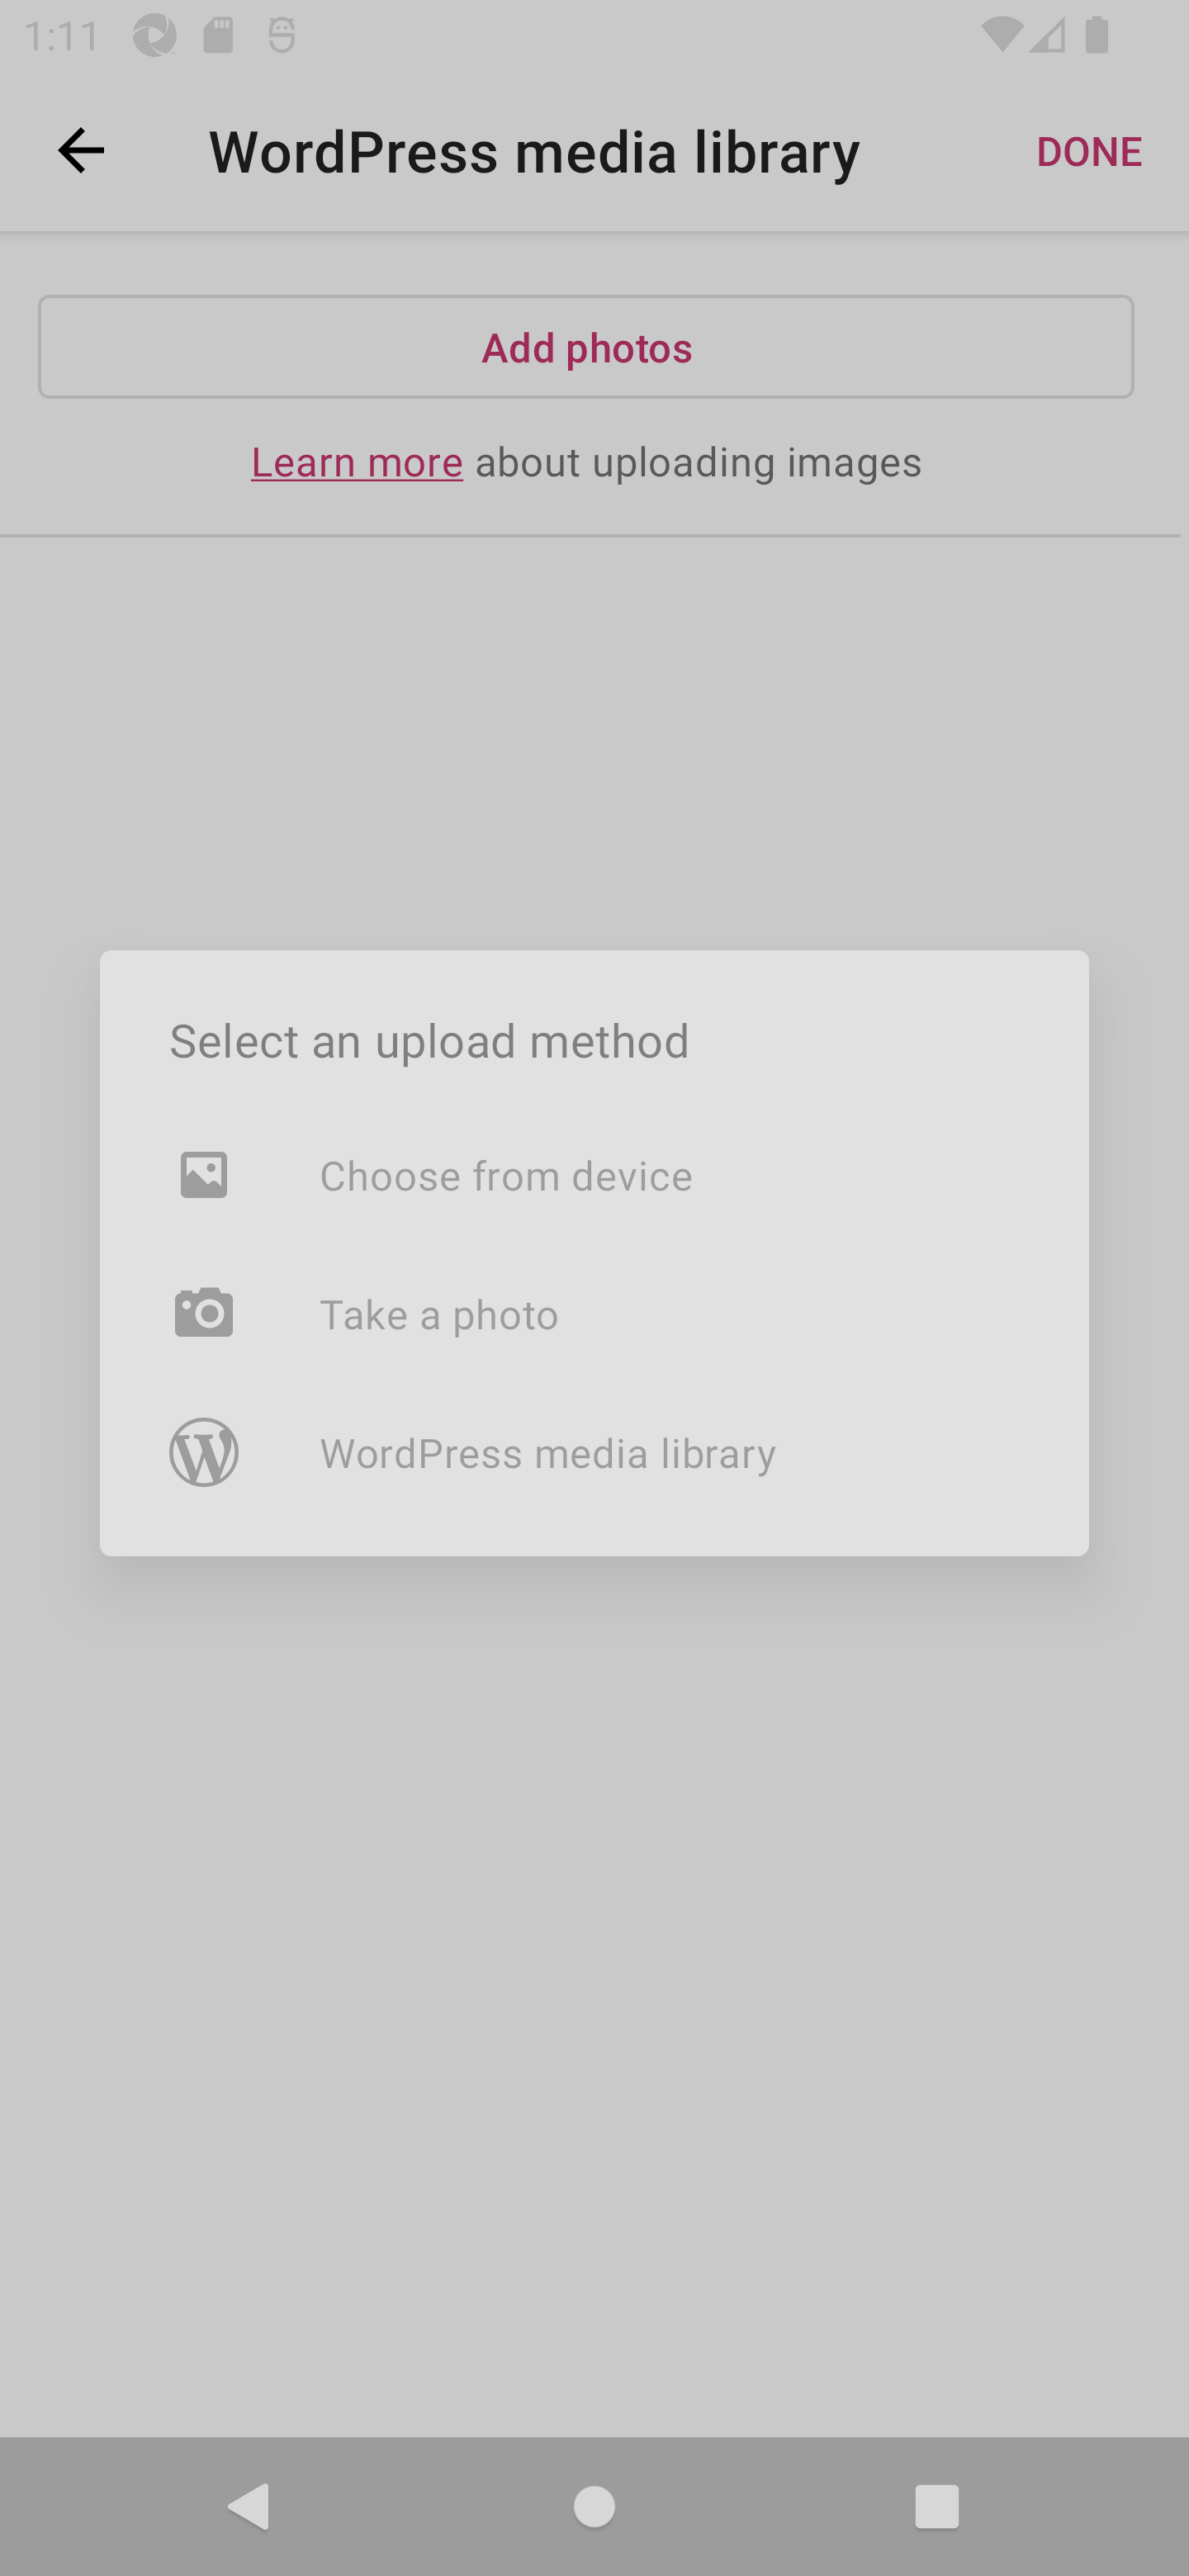 1:11
WordPress media library
DONE
Add photos
Learn more about uploading images
Select an upload method
Choose from device
Take a photo
WordPress media library